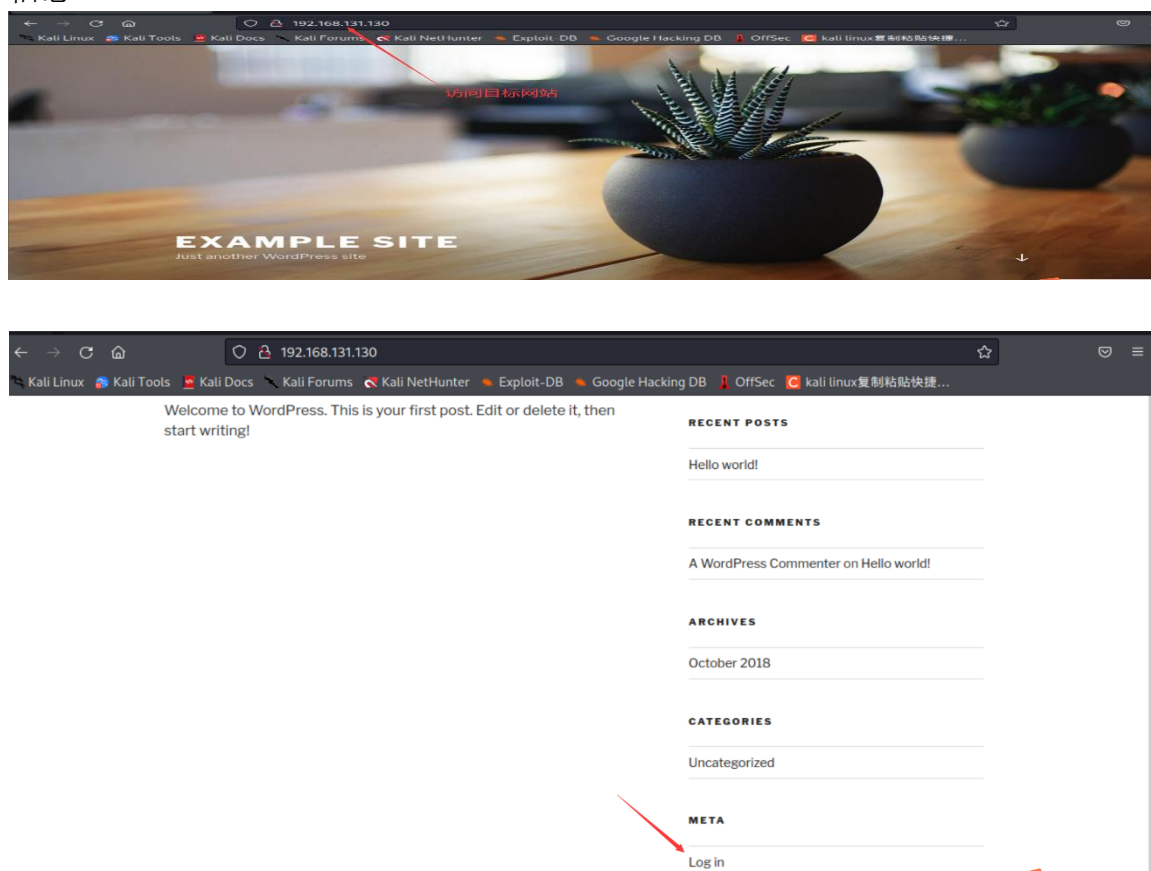 192.168.131.130
Kali Linux Kali Tools Kali Docs Kali Forums Kali NetHunter Exploit-DB Google Hacking DB OffSec kali linux复制粘贴快捷...
访问目标网站
EXAMPLE SITE
Just another WordPress site
192.168.131.130
Kali Linux Kali Tools Kali Docs Kali Forums Kali NetHunter Exploit-DB Google Hacking DB OffSec kali linux复制粘贴快捷...
Welcome to WordPress. This is your first post. Edit or delete it, then
start writing!
RECENT POSTS
Hello world!
RECENT COMMENTS
A WordPress Commenter on Hello world!
ARCHIVES
October 2018
CATEGORIES
Uncategorized
META
Log in